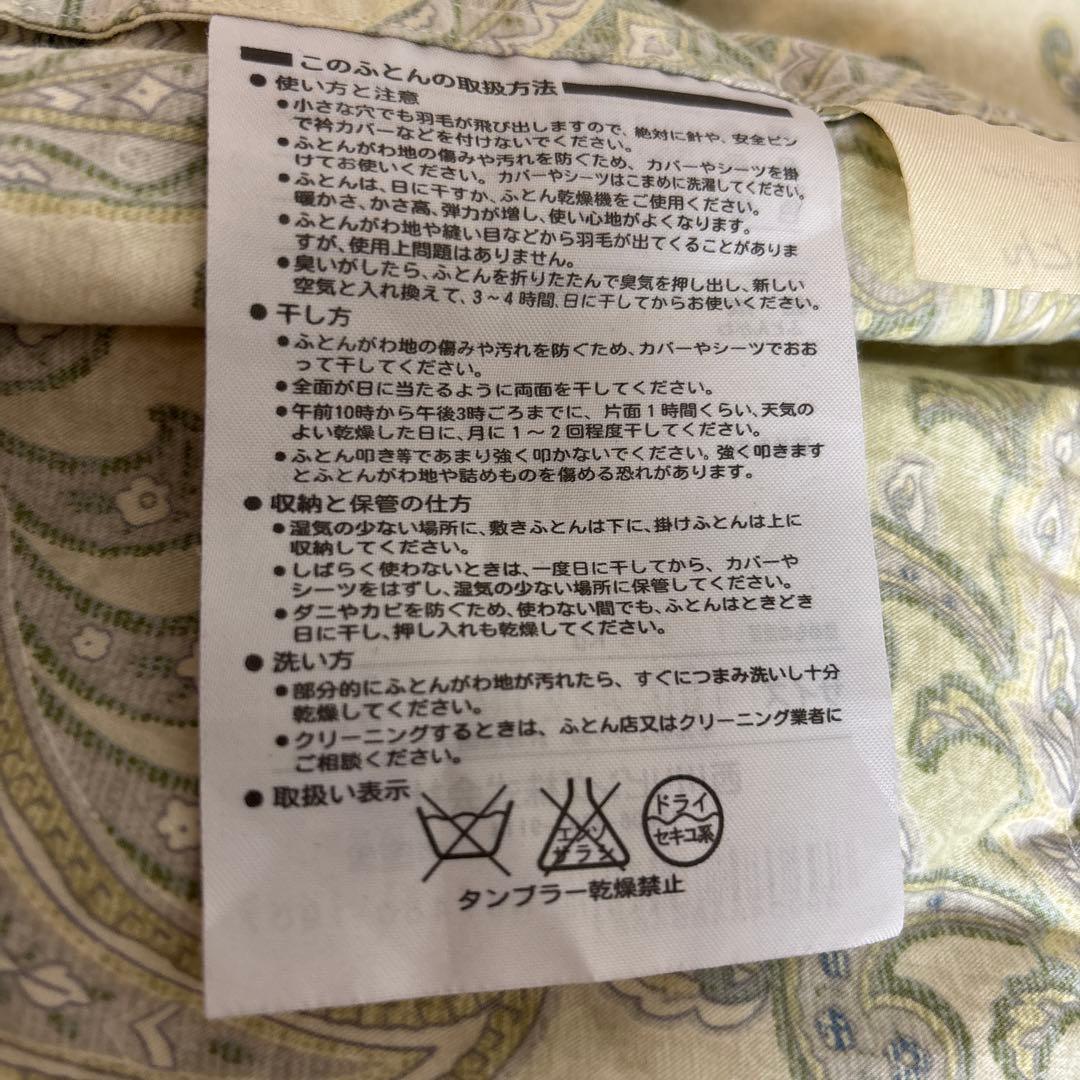 このふとんの取扱方法
● 使い方と注意
●小さな穴でも羽毛が飛び出しますので、絶対に針や、安全ピン
で衿カバーなどを付けないでください。
●ふとんがわ地の傷みや汚れを防ぐため、カバーやシーツを掛
けてお使いください。カバーやシーツはこまめに洗濯してください。
●ふとんは、日に干すか、ふとん乾燥機をご使用ください。
暖かさ、かさ高、弾力が増し、使い心地がよくなります。
●ふとんがわ地や縫い目などから羽毛が出てくることがありま
すが、使用上問題はありません。
●臭いがしたら、ふとんを折りたたんで臭気を押し出し、新しい
空気と入れ換えて、3～4時間、日に干してからお使いください。
● 干し方
●ふとんがわ地の傷みや汚れを防ぐため、カバーやシーツでおお
って干してください。
●全面が日に当たるように両面を干してください。
●午前10時から午後3時ごろまでに、片面1時間くらい、天気の
よい乾燥した日に、月に1～2回程度干してください。
●ふとん叩き等であまり強く叩かないでください。強く叩きます
とふとんがわ地や詰めものを傷める恐れがあります。
● 収納と保管の仕方
●湿気の少ない場所に、敷きふとんは下に、掛けふとんは上に
収納してください。
●しばらく使わないときは、一度日に干してから、カバーや
シーツをはずし、湿気の少ない場所に保管してください。
●ダニやカビを防ぐため、使わない間でも、ふとんはときどき
日に干し、押し入れも乾燥してください。
● 洗い方
●部分的にふとんがわ地が汚れたら、すぐにつまみ洗いし十分
乾燥してください。
●クリーニングするときは、ふとん店又はクリーニング業者に
ご相談ください。
● 取扱い表示
エンソ
サラシ
ドライ
セキユ系
タンブラー乾燥禁止